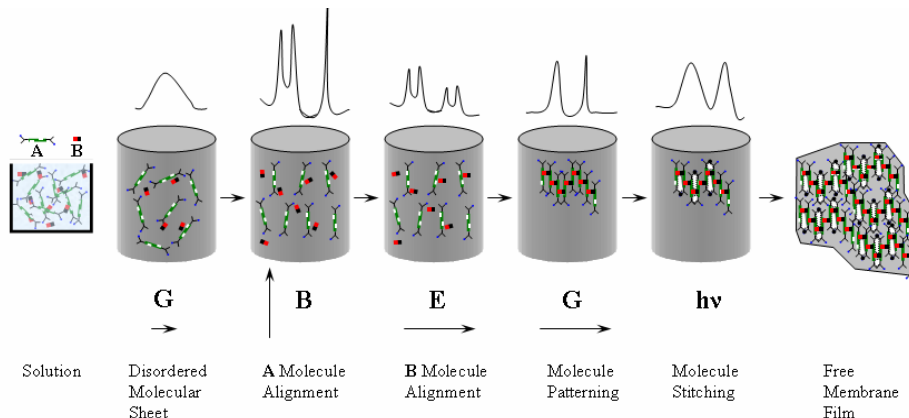 A B
G B E G hν
Solution
Disordered
Molecular
Sheet
A Molecule
Alignment
B Molecule
Alignment
Molecule
Patterning
Molecule
Stitching
Free
Membrane
Film